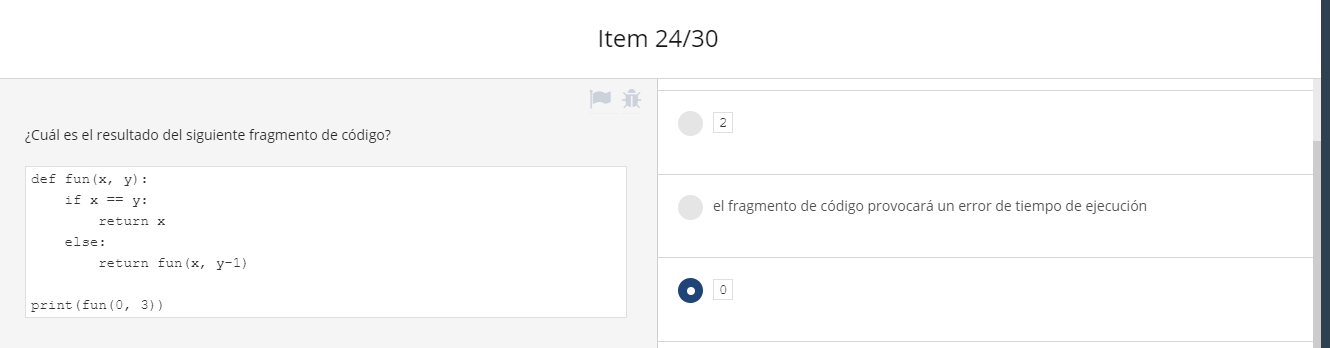 Item 24/30
¿Cuál es el resultado del siguiente fragmento de código?
def fun(x, y):
    if x == y:
        return x
    else:
        return fun(x, y-1)

print(fun(0, 3))
2
el fragmento de código provocará un error de tiempo de ejecución
0